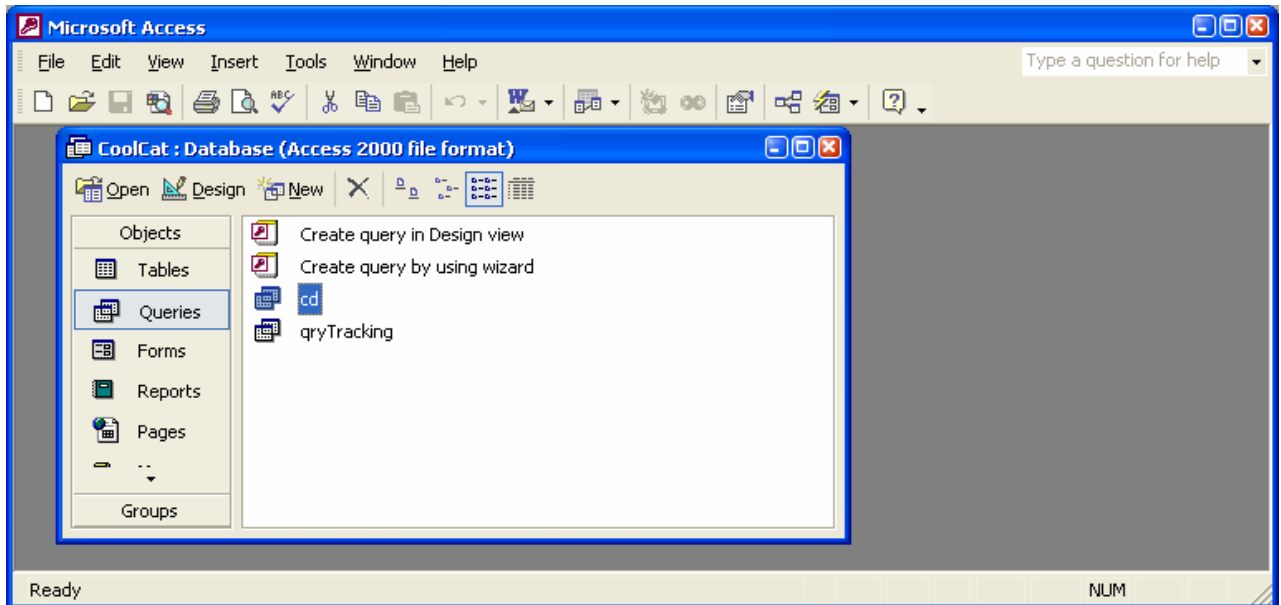 Microsoft Access
File Edit View Insert Tools Window Help Type a question for help
CoolCat : Database (Access 2000 file format)
Open Design New
Objects
Tables
Queries
Forms
Reports
Pages
Groups
Create query in Design view
Create query by using wizard
cd
qryTracking
Ready NUM